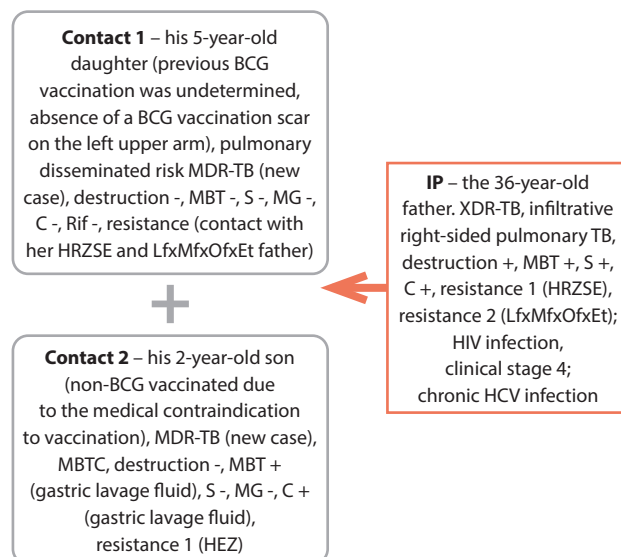 Contact 1 – his 5-year-old
daughter (previous BCG
vaccination was undetermined,
absence of a BCG vaccination scar
on the left upper arm), pulmonary
disseminated risk MDR-TB (new
case), destruction -, MBT -, S -, MG -,
C -, Rif -, resistance (contact with
her HRZSE and LfxMfxOfxEt father)
+
Contact 2 – his 2-year-old son
(non-BCG vaccinated due
to the medical contraindication
to vaccination), MDR-TB (new case),
MBTC, destruction -, MBT +
(gastric lavage fluid), S -, MG -, C +
(gastric lavage fluid),
resistance 1 (HEZ)
IP – the 36-year-old
father. XDR-TB, infiltrative
right-sided pulmonary TB,
destruction +, MBT +, S +,
C +, resistance 1 (HRZSE),
resistance 2 (LfxMfxOfxEt);
HIV infection,
clinical stage 4;
chronic HCV infection